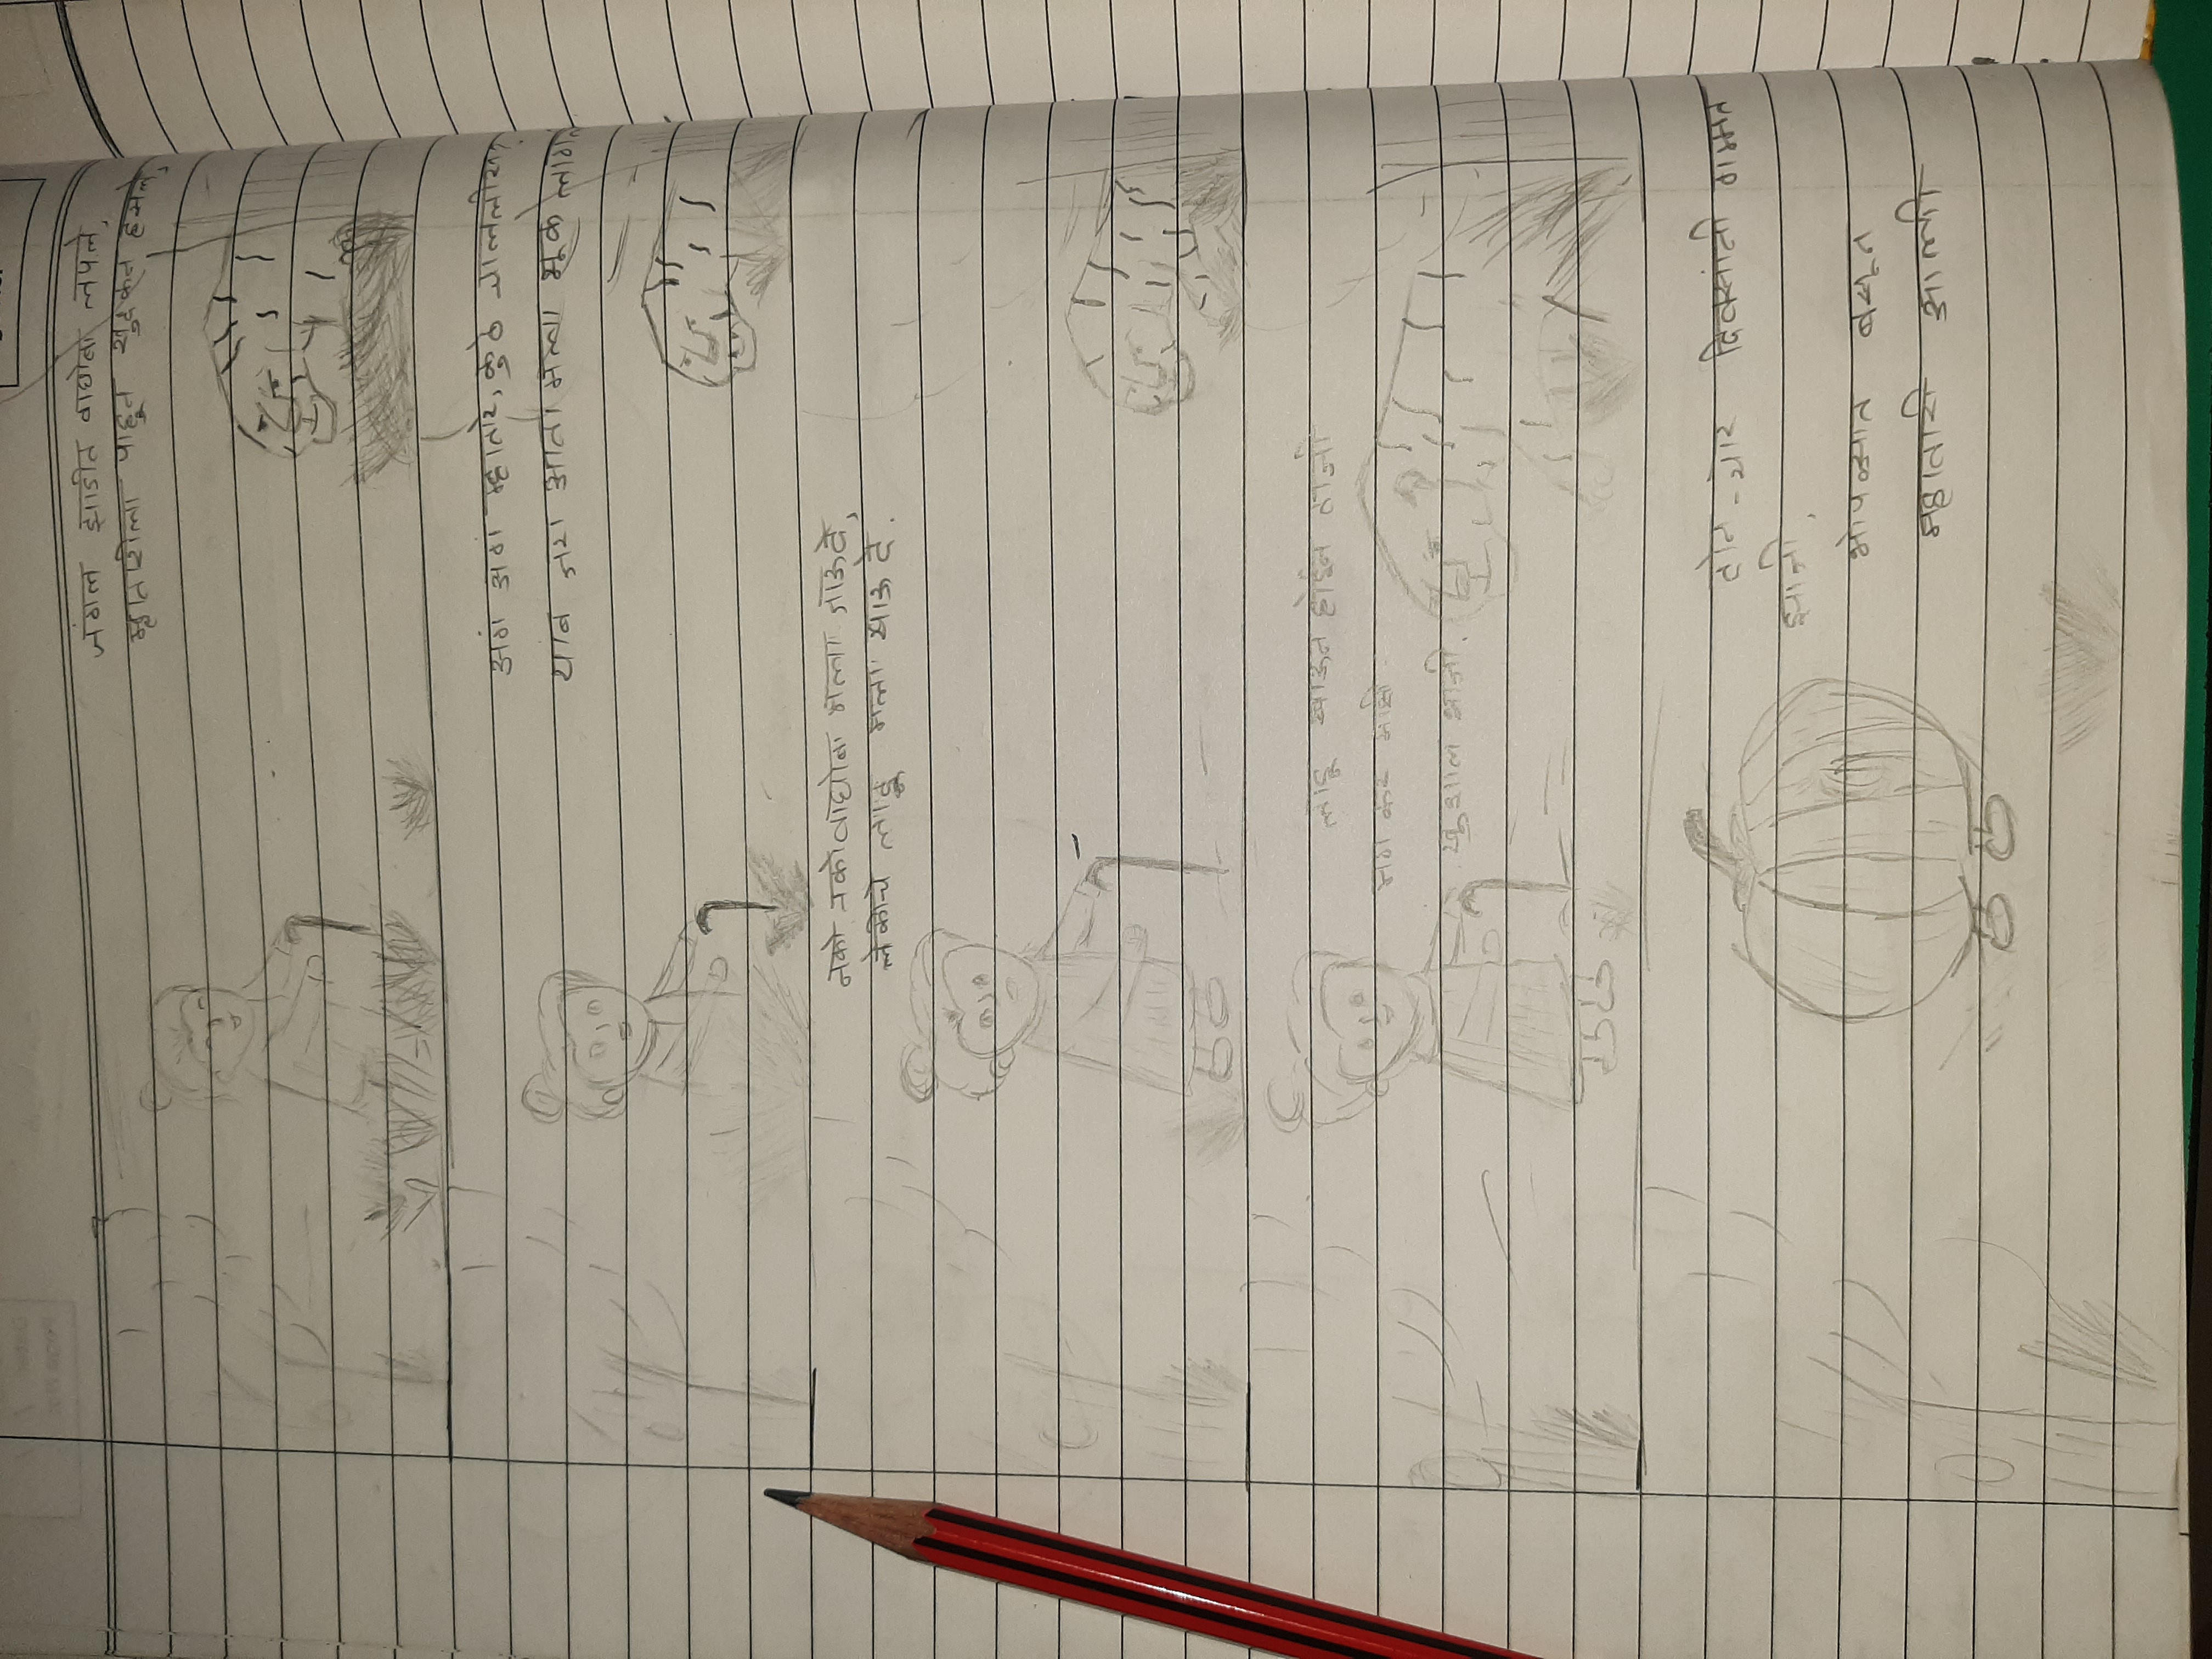 जंगल झाडीत वाघोबा लपले,
म्हातारीला पाहून खुदकन हसले,
अगं अगं म्हातारे, कुठे चाललीस?
थांब जरा आता मला भूक लागली
नको नको वाघोबा मला जाऊ दे,
लेकीचे लाडू मला खाऊ दे.
लाडू खाऊन होईन ताजी
मग कर माझी
खुशाल भाजी.
दोन-चार दिवसांनी गम्मत
झाली,
भोपळ्यात बसून
म्हातारी आली